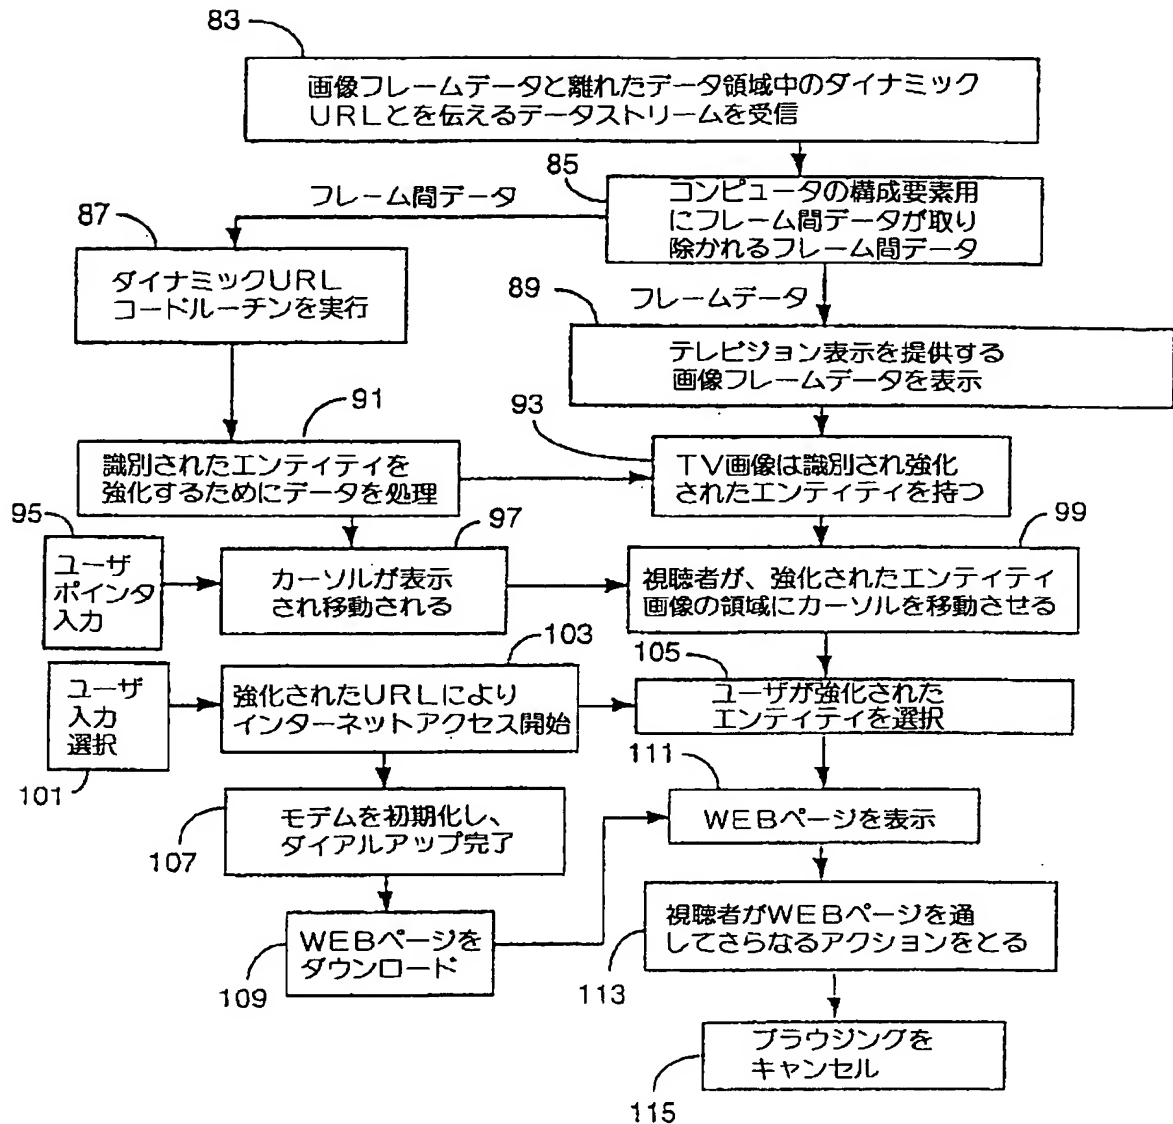 83
画像フレームデータと離れたデータ領域中のダイナミック
URLとを伝えるデータストリームを受信
85
コンピュータの構成要素用
にフレーム間データが取り
除かれるフレーム間データ
フレーム間データ
87
ダイナミックURL
コードルーチンを実行
フレームデータ
89
テレビジョン表示を提供する
画像フレームデータを表示
91
識別されたエンティティを
強化するためにデータを処理
93
TV画像は識別され強化
されたエンティティを持つ
95
ユーザ
ポインタ
入力
97
カーソルが表示
され移動される
99
視聴者が、強化されたエンティティ
画像の領域にカーソルを移動させる
101
ユーザ
入力
選択
103
強化されたURLにより
インターネットアクセス開始
105
ユーザが強化された
エンティティを選択
107
モデムを初期化し、
ダイアルアップ完了
109
WEBページを
ダウンロード
111
WEBページを表示
113
視聴者がWEBページを通
してさらなるアクションをとる
115
ブラウジングを
キャンセル